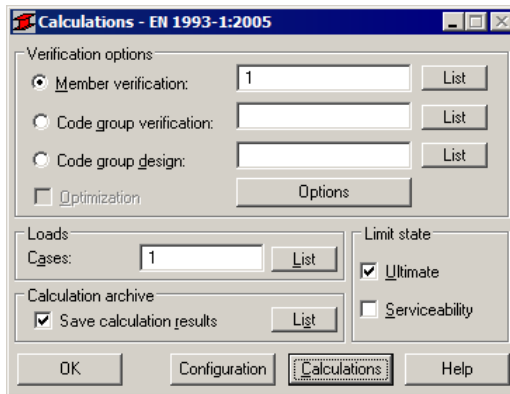 Calculations - EN 1993-1:2005
Verification options
Member verification: 1 List
Code group verification: List
Code group design: List
Optimization Options
Loads
Cases: 1 List
Limit state
Ultimate
Serviceability
Calculation archive
Save calculation results List
OK Configuration Calculations Help